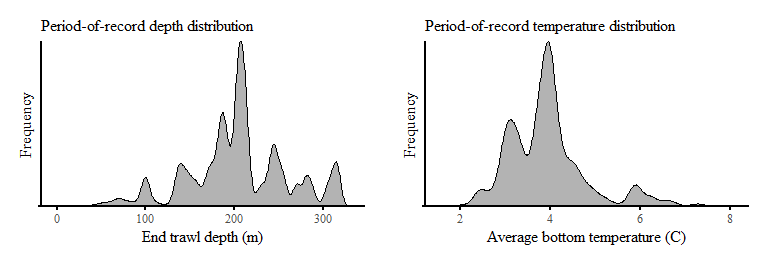 Period-of-record depth distribution
Frequency
0 100 200 300
End trawl depth (m)
Period-of-record temperature distribution
Frequency
2 4 6 8
Average bottom temperature (C)